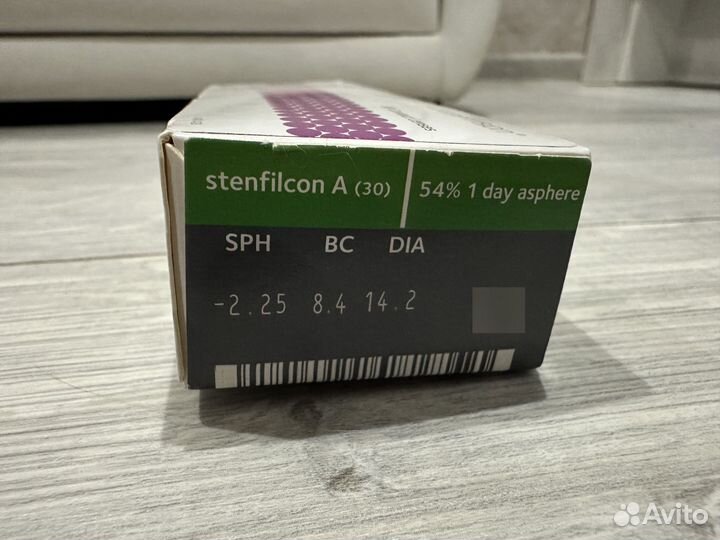 stenfilcon A (30) 54% 1 day asphere
SPH BC DIA
-2.25 8.4 14.2
Avito